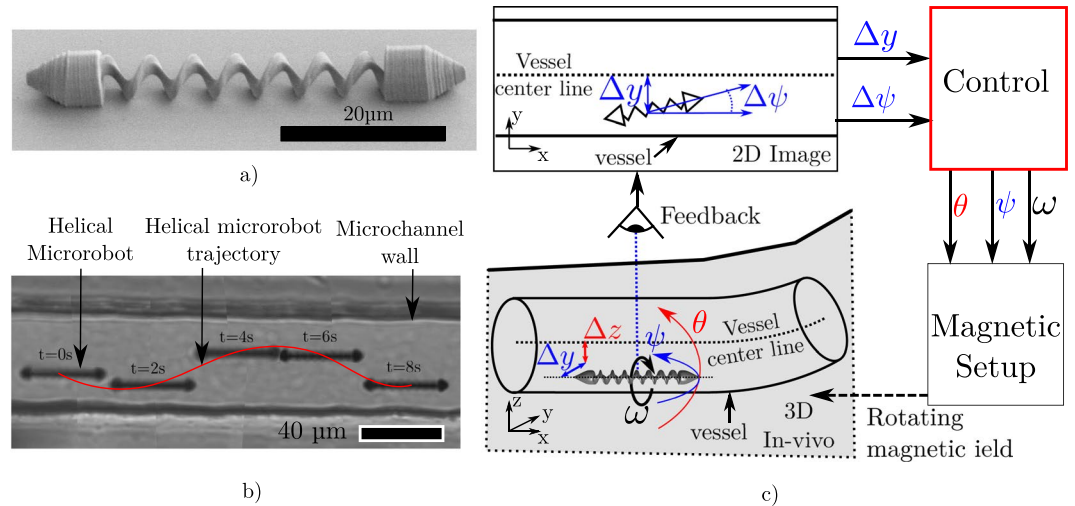 20μm
a)
Helical
Microrobot
Helical microrobot
trajectory
Microchannel
wall
t=0s
t=2s
t=4s
t=6s
t=8s
40 μm
b)
Vessel
center line
Δy
Δψ
y
x
vessel
2D Image
Δy
Δψ
Control
θ
ψ
ω
Feedback
Magnetic
Setup
Δz
Δy
ψ
θ
Vessel
center line
ω
z
y
x
vessel
3D
In-vivo
Rotating
magnetic ield
c)